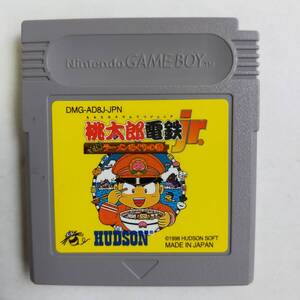 Nintendo GAME BOY
DMG-AD8J-JPN
桃太郎電鉄jr.
HUDSON
©1998 HUDSON SOFT
MADE IN JAPAN